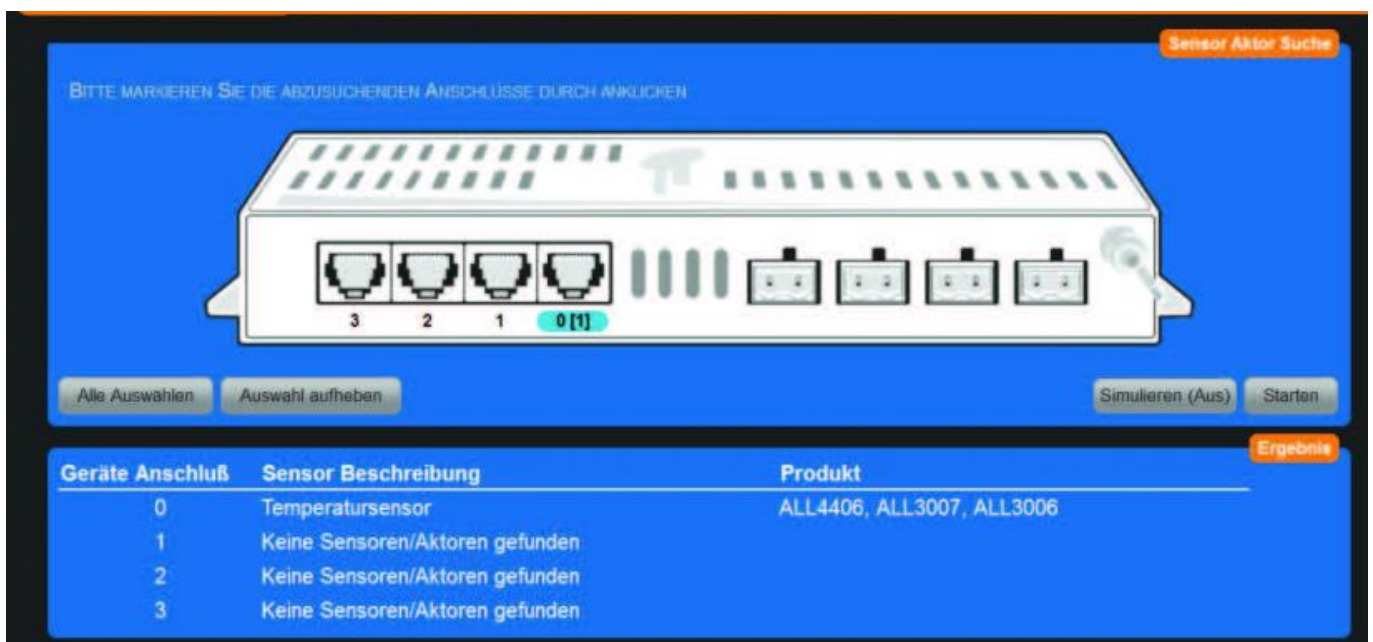 Sensor Aktor Suche
BITTE MARKIEREN SIE DIE ABZUSUCHENDEN ANSCHLÜSSE DURCH ANKLICKEN
3 2 1 0 [1]
Alle Auswählen Auswahl aufheben Simulieren (Aus) Starten
Ergebnis
Geräte Anschluß Sensor Beschreibung Produkt
0 Temperatursensor ALL4406, ALL3007, ALL3006
1 Keine Sensoren/Aktoren gefunden
2 Keine Sensoren/Aktoren gefunden
3 Keine Sensoren/Aktoren gefunden